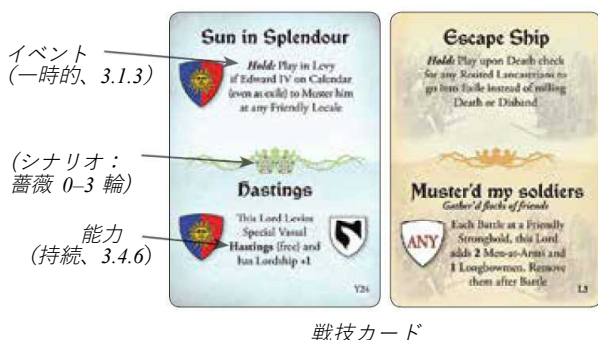 イベント
（一時的、3.1.3）
(シナリオ：
薔薇 0–3 輪）
能力
（持続、3.4.6）
Sun in Splendour
Hold: Play in Levy
if Edward IV on Calendar
(even as exile) to Muster him
at any Friendly Locale
Hastings
This Lord Levies
Special Vassal
Hastings (free) and
has Lordship +1
Y24
Escape Ship
Hold: Play upon Death check
for any Routed Lancastrians to
go into Exile instead of rolling
Death or Disband
Muster'd my soldiers
Gather'd flocks of friends
ANY
Each Battle at a Friendly
Stronghold, this Lord
adds 2 Men-at-Arms and
1 Longbowmen. Remove
them after Battle
戦技カード